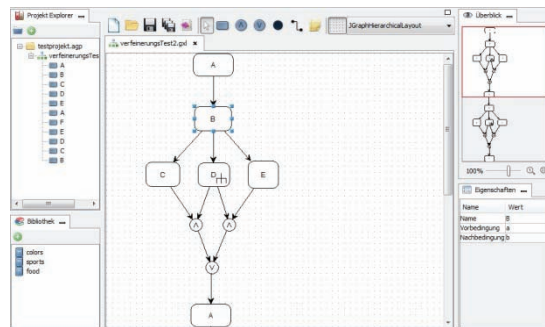 Projekt Explorer
testprojekt.agp
verfeinerungsTest
A
B
C
D
E
A
F
E
D
C
B
Bibliothek
colors
sports
food
JGraphHierarchicalLayout
verfeinerungsTest2.gxl
A
B
C
D
E
Λ
Λ
V
A
Überblick
100%
Eigenschaften
Name Wert
Name B
Vorbedingung a
Nachbedingung b